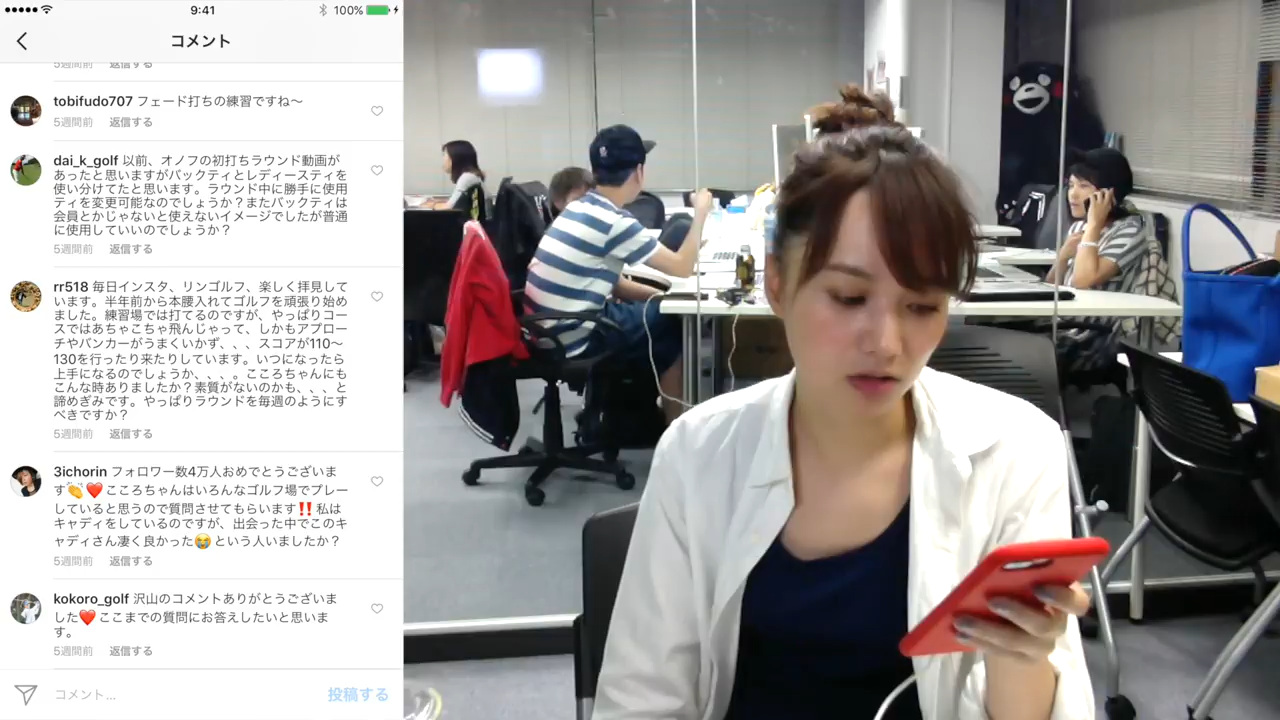 9:41
100%
コメント
5週間前 返信する
tobifudo707 フェード打ちの練習ですね〜
5週間前 返信する
dai_k_golf 以前、オノフの初打ちラウンド動画が
あったと思いますがバックティとレディースティを
使い分けてたと思います。ラウンド中に勝手に使用
ティを変更可能なのでしょうか？またバックティは
会員とかじゃないと使えないイメージでしたが普通
に使用していいのでしょうか？
5週間前 返信する
rr518 毎日インスタ、リンゴルフ、楽しく拝見して
います。半年前から本腰入れてゴルフを頑張り始め
ました。練習場では打てるのですが、やっぱりコー
スではあちゃこちゃ飛んじゃって、しかもアプロー
チやバンカーがうまくいかず、、、スコアが110〜
130を行ったり来たりしています。いつになったら
上手になるのでしょうか、、、。こころちゃんにも
こんな時ありましたか？素質がないのかも、、、と
諦めぎみです。やっぱりラウンドを毎週のようにす
べきですか？
5週間前 返信する
3ichorin フォロワー数4万人おめでとうございま
す👏❤️こころちゃんはいろんなゴルフ場でプレー
していると思うので質問させてもらいます‼️私は
キャディをしているのですが、出会った中でこのキ
ャディさん凄く良かった😭という人いましたか？
5週間前 返信する
kokoro_golf 沢山のコメントありがとうございま
した❤️ここまでの質問にお答えしたいと思いま
す。
5週間前 返信する
コメント... 投稿する